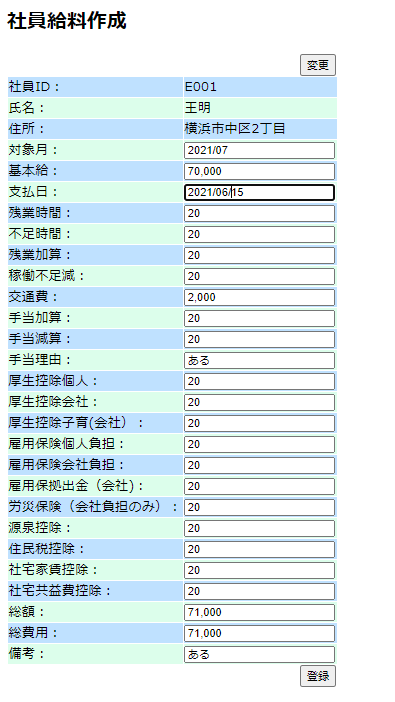 社員給料作成
変更
社員ID： E001
氏名： 王明
住所： 横浜市中区2丁目
対象月： 2021/07
基本給： 70,000
支払日： 2021/06/15
残業時間： 20
不足時間： 20
残業加算： 20
稼働不足減： 20
交通費： 2,000
手当加算： 20
手当減算： 20
手当理由： ある
厚生控除個人： 20
厚生控除会社： 20
厚生控除子育(会社）： 20
雇用保険個人負担： 20
雇用保険会社負担： 20
雇用保拠出金（会社)： 20
労災保険（会社負担のみ）： 20
源泉控除： 20
住民税控除： 20
社宅家賃控除： 20
社宅共益費控除： 20
総額： 71,000
総費用： 71,000
備考： ある
登録